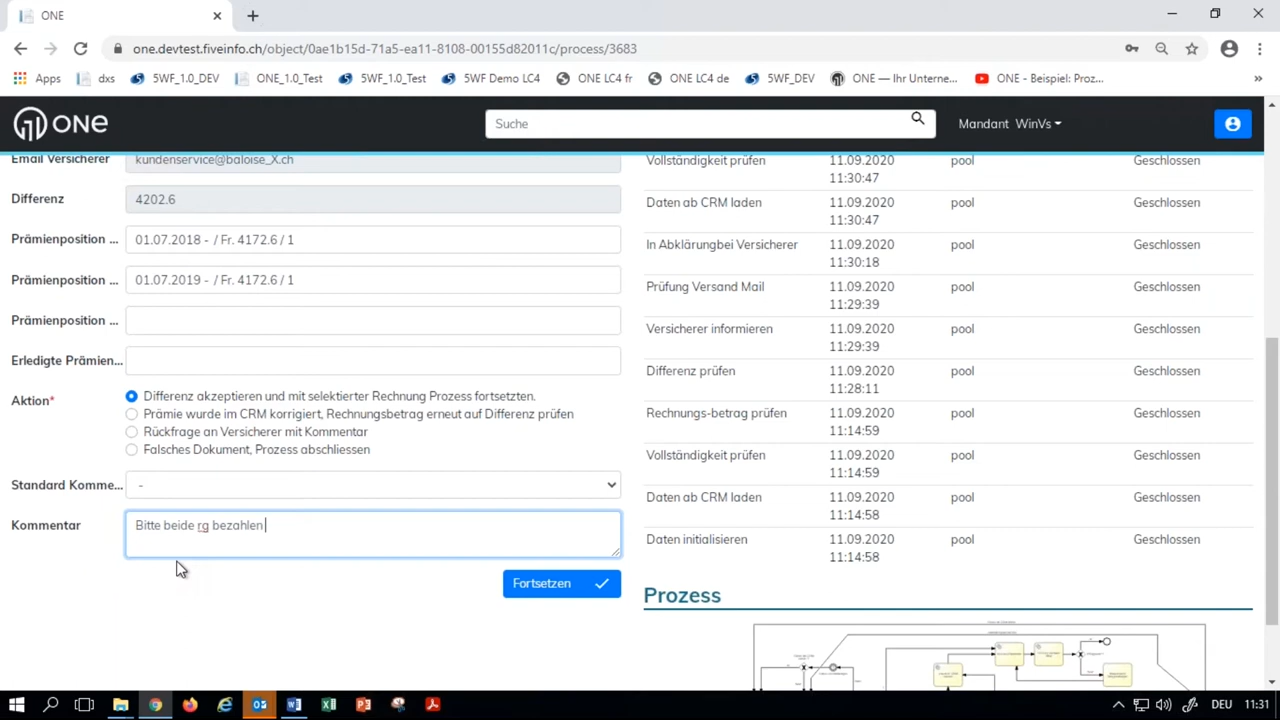 ONE
one.devtest.fiveinfo.ch/object/0ae1b15d-71a5-ea11-8108-00155d82011c/process/3683
Apps dxs 5WF_1.0_DEV ONE_1.0_Test 5WF_1.0_Test 5WF Demo LC4 ONE LC4 fr ONE LC4 de 5WF_DEV ONE — Ihr Unterne... ONE - Beispiel: Proz... »
ONE Suche Mandant WinVs
Email Versicherer kundenservice@baloise_X.ch
Differenz 4202.6
Prämienposition ... 01.07.2018 - / Fr. 4172.6 / 1
Prämienposition ... 01.07.2019 - / Fr. 4172.6 / 1
Prämienposition ...
Erledigte Prämien...
Aktion* Differenz akzeptieren und mit selektierter Rechnung Prozess fortsetzten.
Prämie wurde im CRM korrigiert, Rechnungsbetrag erneut auf Differenz prüfen
Rückfrage an Versicherer mit Kommentar
Falsches Dokument, Prozess abschliessen
Standard Komme... -
Kommentar Bitte beide rg bezahlen
Fortsetzen
Vollständigkeit prüfen 11.09.2020 pool Geschlossen
11:30:47
Daten ab CRM laden 11.09.2020 pool Geschlossen
11:30:47
In Abklärungbei Versicherer 11.09.2020 pool Geschlossen
11:30:18
Prüfung Versand Mail 11.09.2020 pool Geschlossen
11:29:39
Versicherer informieren 11.09.2020 pool Geschlossen
11:29:39
Differenz prüfen 11.09.2020 pool Geschlossen
11:28:11
Rechnungs-betrag prüfen 11.09.2020 pool Geschlossen
11:14:59
Vollständigkeit prüfen 11.09.2020 pool Geschlossen
11:14:59
Daten ab CRM laden 11.09.2020 pool Geschlossen
11:14:58
Daten initialisieren 11.09.2020 pool Geschlossen
11:14:58
Prozess
DEU 11:31